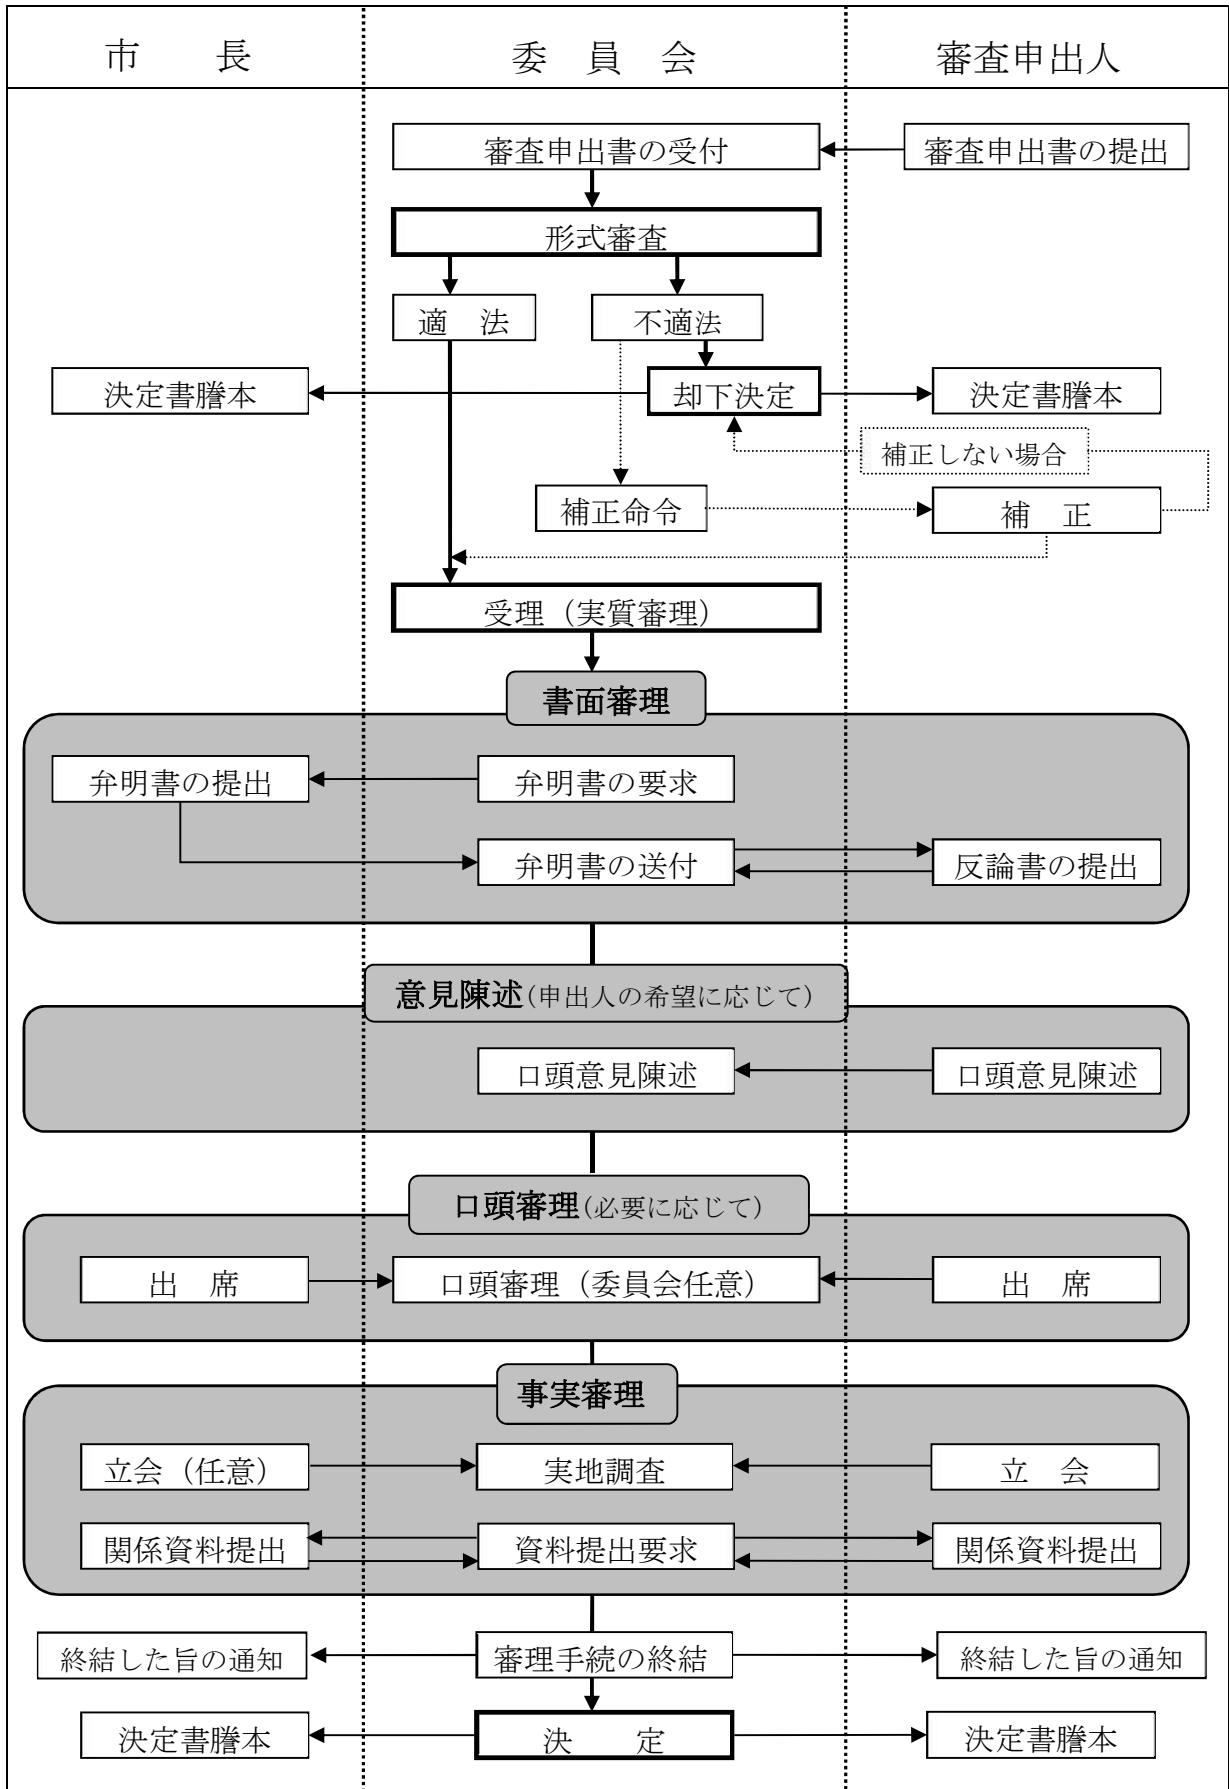 市　長
委　員　会
審査申出人
審査申出書の受付
審査申出書の提出
形式審査
適　法
不適法
決定書謄本
却下決定
決定書謄本
補正しない場合
補正命令
補　正
受理（実質審理）
書面審理
弁明書の提出
弁明書の要求
弁明書の送付
反論書の提出
意見陳述(申出人の希望に応じて)
口頭意見陳述
口頭意見陳述
口頭審理(必要に応じて)
出　席
口頭審理（委員会任意）
出　席
事実審理
立会（任意）
実地調査
立　会
関係資料提出
資料提出要求
関係資料提出
終結した旨の通知
審理手続の終結
終結した旨の通知
決定書謄本
決　定
決定書謄本